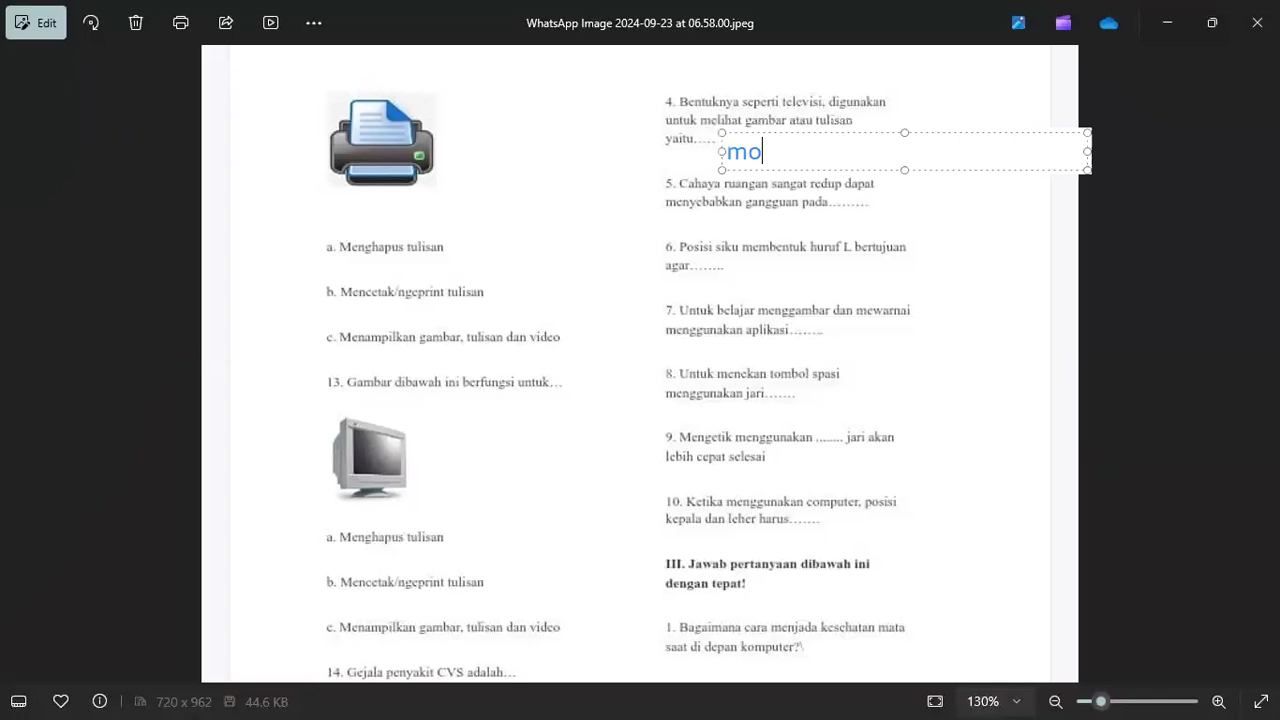 Edit
WhatsApp Image 2024-09-23 at 06.58.00.jpeg
a. Menghapus tulisan
b. Mencetak/ngeprint tulisan
c. Menampilkan gambar, tulisan dan video
13. Gambar dibawah ini berfungsi untuk…
a. Menghapus tulisan
b. Mencetak/ngeprint tulisan
c. Menampilkan gambar, tulisan dan video
14. Gejala penyakit CVS adalah…
4. Bentuknya seperti televisi, digunakan
untuk melihat gambar atau tulisan
yaitu…..
mo
5. Cahaya ruangan sangat redup dapat
menyebabkan gangguan pada………
6. Posisi siku membentuk huruf L bertujuan
agar……..
7. Untuk belajar menggambar dan mewarnai
menggunakan aplikasi……..
8. Untuk menekan tombol spasi
menggunakan jari…….
9. Mengetik menggunakan ........ jari akan
lebih cepat selesai
10. Ketika menggunakan computer, posisi
kepala dan leher harus…….
III. Jawab pertanyaan dibawah ini
dengan tepat!
1. Bagaimana cara menjada kesehatan mata
saat di depan komputer?\
720 x 962
44.6 KB
130%